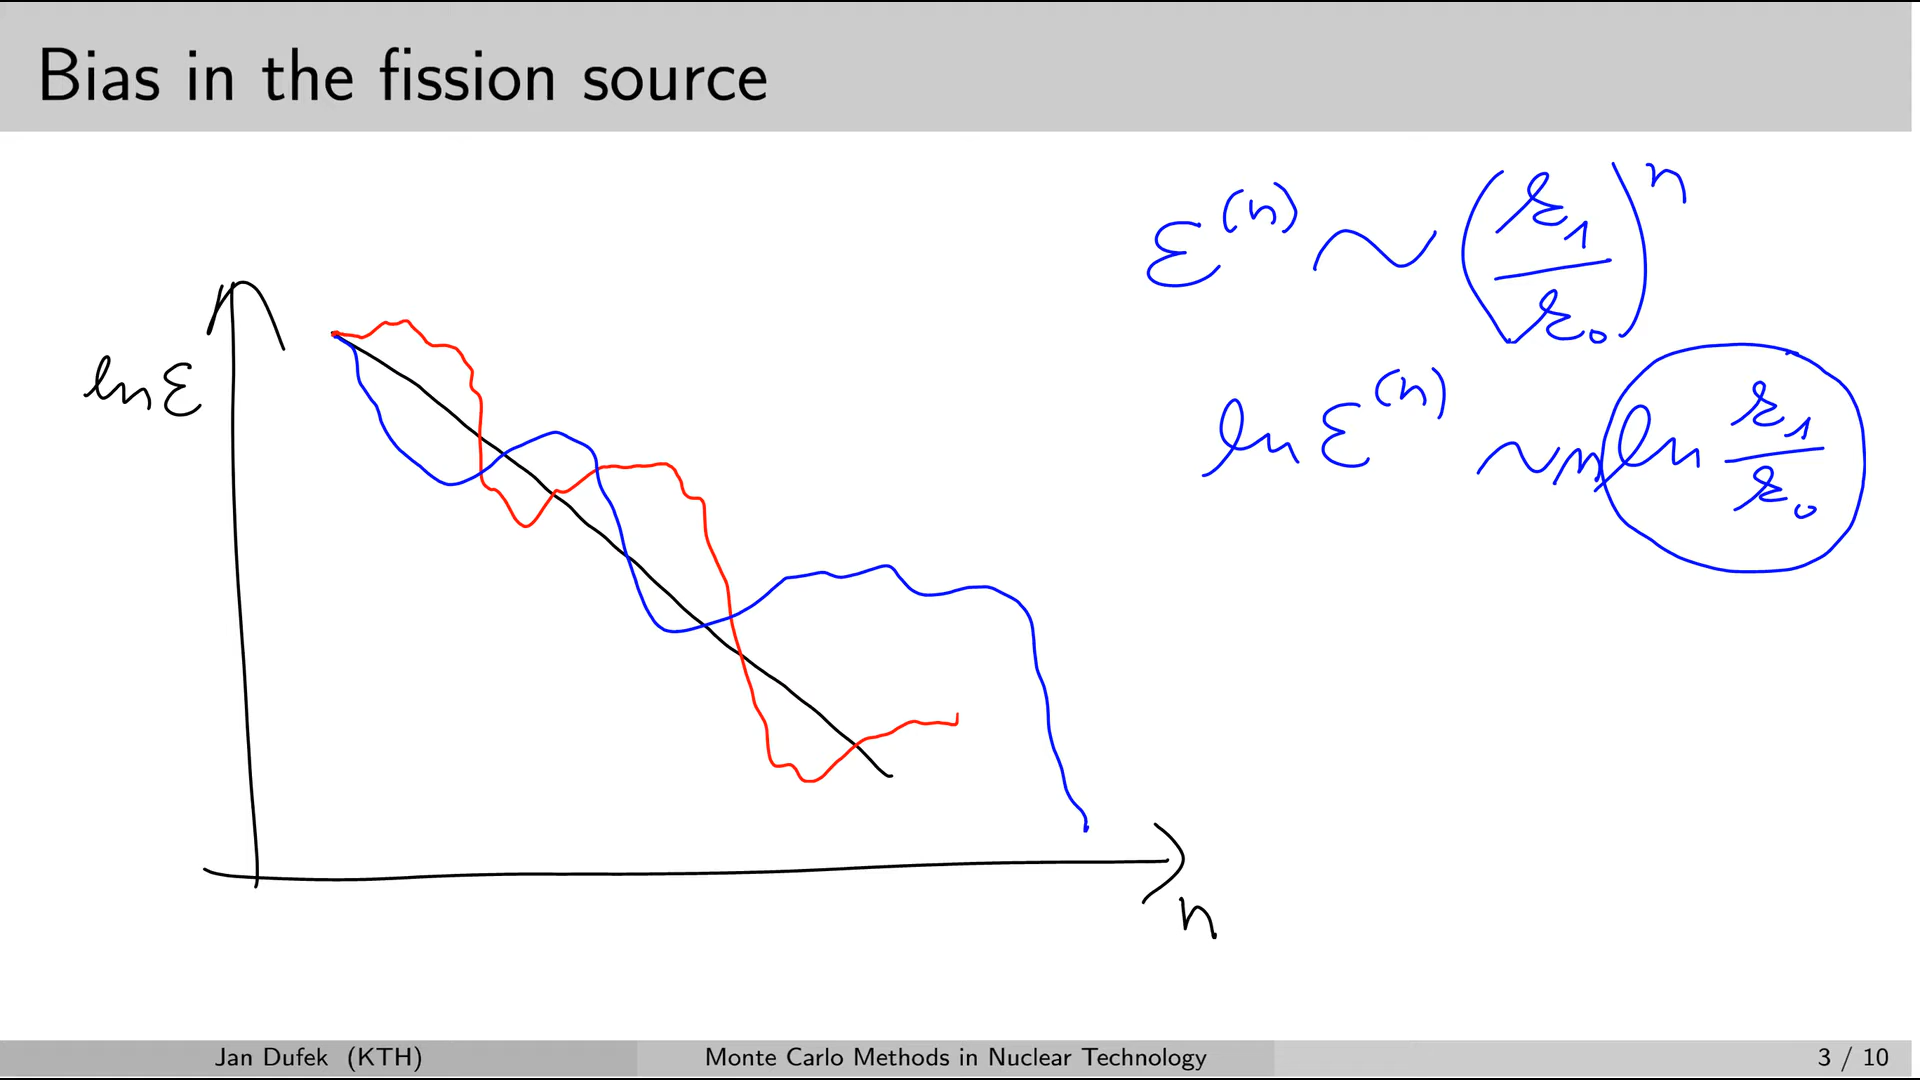 Bias in the fission source
ε^(n) ~ (k₁/k₀)ⁿ
ln ε
ln ε^(n) ~ n ln k₁/k₀
n
Jan Dufek (KTH)
Monte Carlo Methods in Nuclear Technology
3 / 10